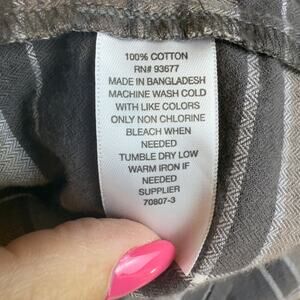 100% COTTON
RN# 93677
MADE IN BANGLADESH
MACHINE WASH COLD
WITH LIKE COLORS
ONLY NON CHLORINE
BLEACH WHEN
NEEDED
TUMBLE DRY LOW
WARM IRON IF
NEEDED
SUPPLIER
70807-3